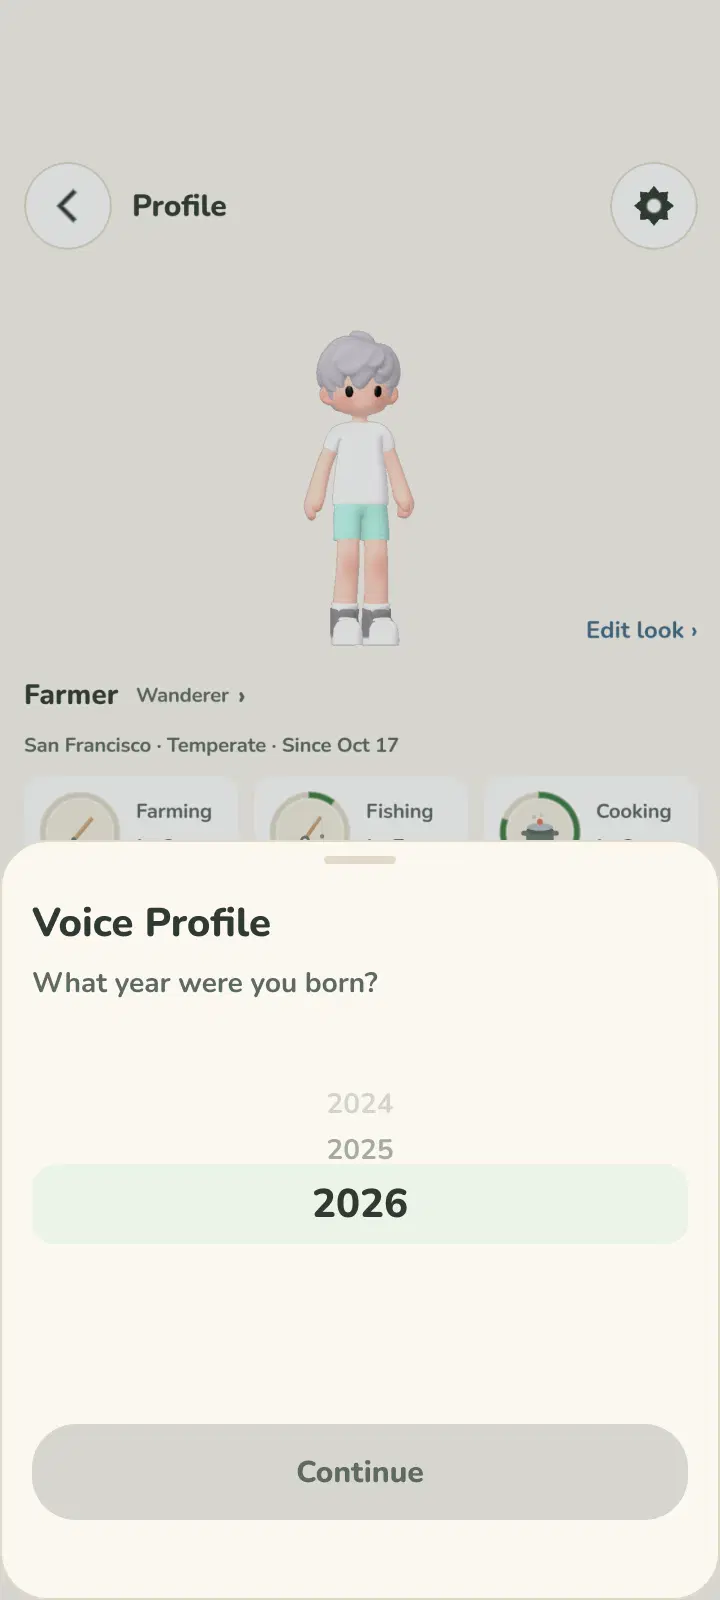 Profile
Edit look ›
Farmer Wanderer ›
San Francisco · Temperate · Since Oct 17
Farming Fishing Cooking
Voice Profile
What year were you born?
2024
2025
2026
Continue